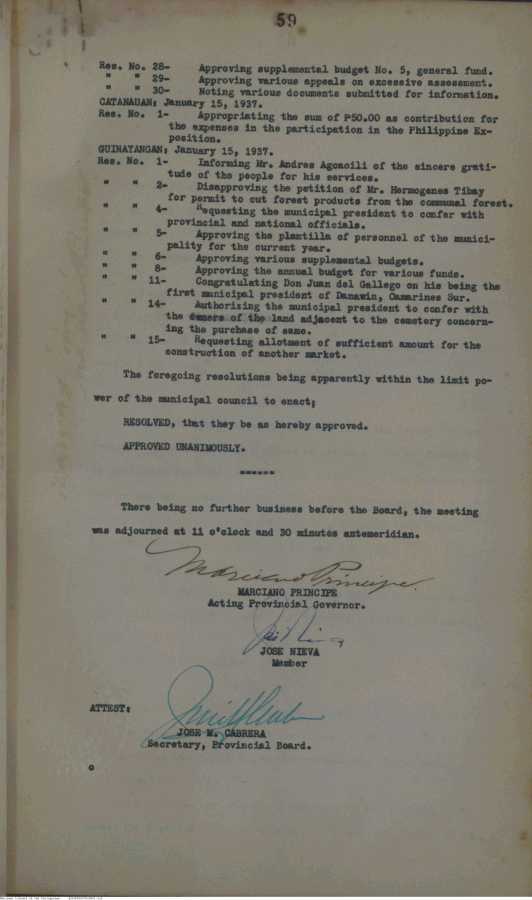 59
Res. No. 28- Approving supplemental budget No. 5, general fund.
" " 29- Approving various appeals on excessive assessment.
" " 30- Noting various documents submitted for information.
CATANAUAN: January 15, 1937.
Res. No. 1- Appropriating the sum of ₱50.00 as contribution for
the expenses in the participation in the Philippine Ex-
position.
GUINAYANGAN: January 15, 1937.
Res. No. 1- Informing Mr. Andres Agcaoili of the sincere grati-
tude of the people for his services.
" " 2- Disapproving the petition of Mr. Hermogenes Tibay
for permit to cut forest products from the communal forest.
" " 4- Requesting the municipal president to confer with
provincial and national officials.
" " 5- Approving the plantilla of personnel of the munici-
pality for the current year.
" " 6- Approving various supplemental budgets.
" " 8- Approving the annual budget for various funds.
" " 11- Congratulating Don Juan del Gallego on his being the
first municipal president of Danawin, Camarines Sur.
" " 14- Authorizing the municipal president to confer with
the owners of the land adjacent to the cemetery concern-
ing the purchase of same.
" " 15- Requesting allotment of sufficient amount for the
construction of another market.
The foregoing resolutions being apparently within the limit po-
wer of the municipal council to enact;
RESOLVED, that they be as hereby approved.
APPROVED UNANIMOUSLY.
------
There being no further business before the Board, the meeting
was adjourned at 11 o'clock and 30 minutes antemeridian.
Marciano Principe
MARCIANO PRINCIPE
Acting Provincial Governor.
JOSE NIEVA
Member
ATTEST:
JOSE M. CABRERA
Secretary, Provincial Board.
o